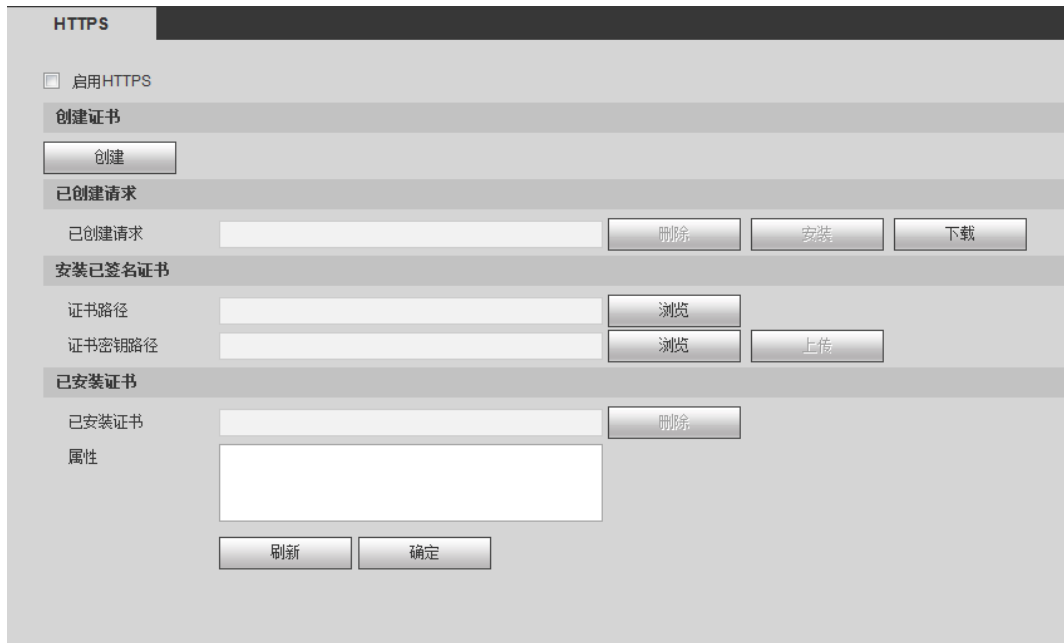 HTTPS
启用HTTPS
创建证书
创建
已创建请求
已创建请求 删除 安装 下载
安装已签名证书
证书路径 浏览
证书密钥路径 浏览 上传
已安装证书
已安装证书 删除
属性
刷新 确定